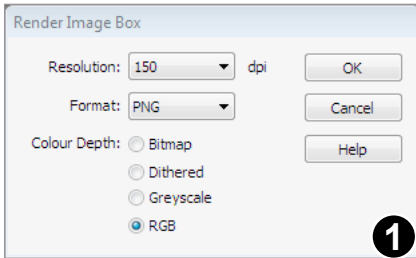 Render Image Box
Resolution: 150 dpi OK
Format: PNG Cancel
Colour Depth: Bitmap Help
Dithered
Greyscale
RGB
1